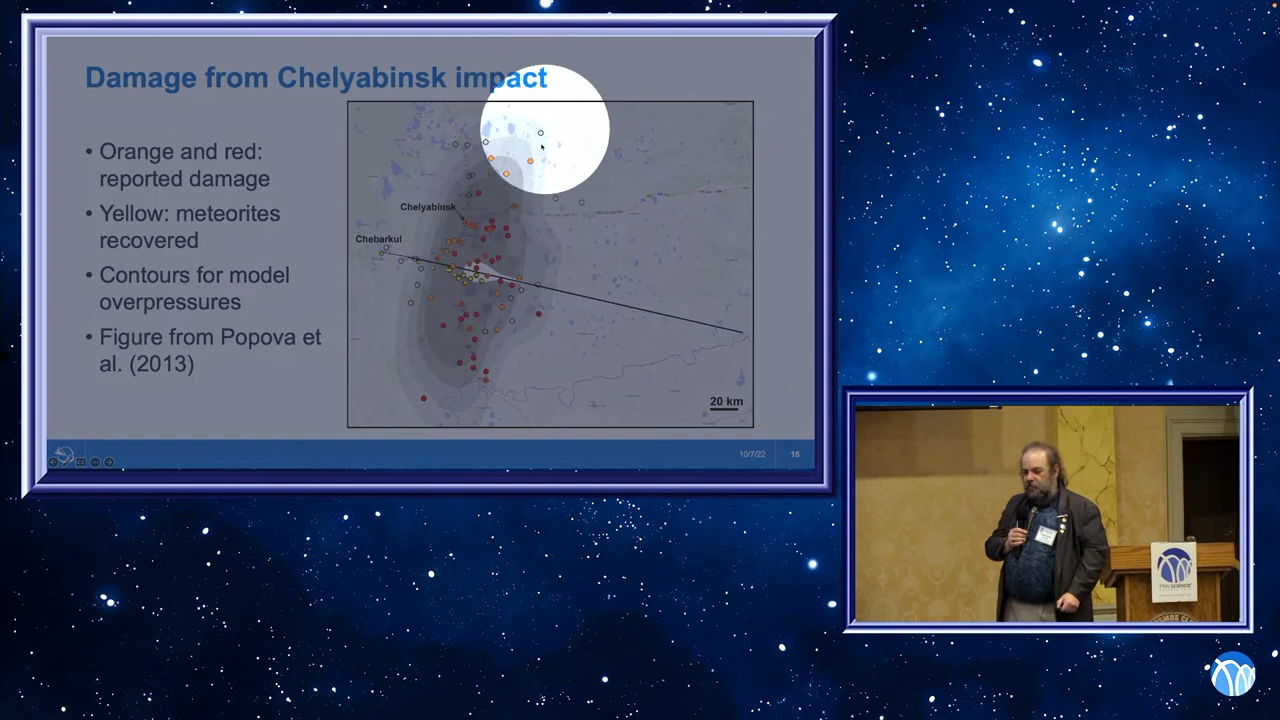 Damage from Chelyabinsk impact
• Orange and red:
reported damage
• Yellow: meteorites
recovered
• Contours for model
overpressures
• Figure from Popova et
al. (2013)
Chelyabinsk
Chebarkul
20 km
10/7/22
15